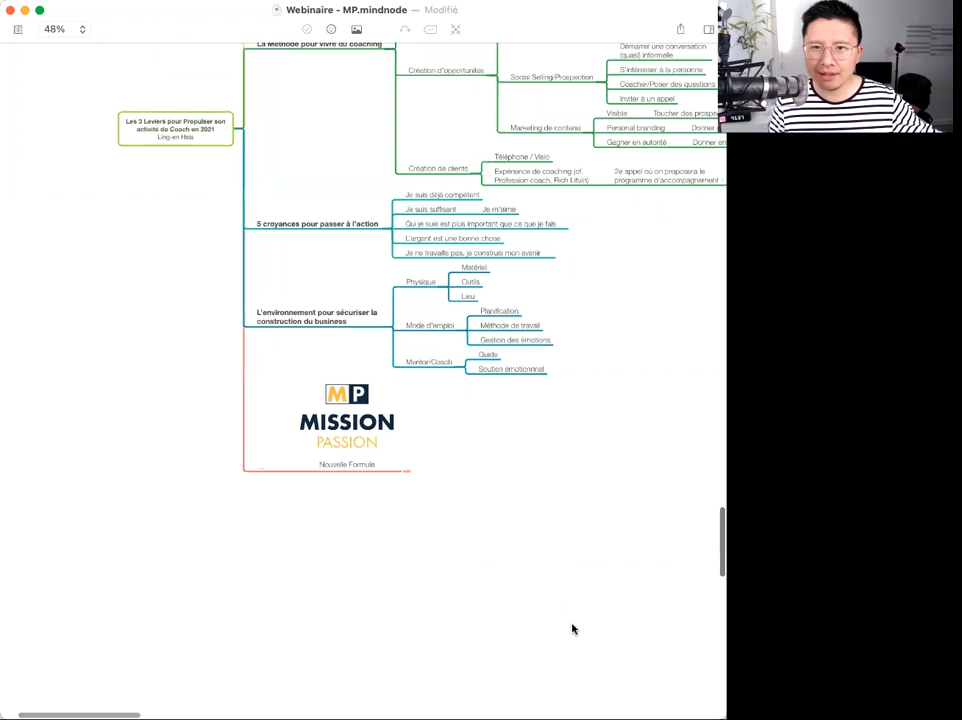 Webinaire - MP.mindnode — Modifié
48%
La Méthode pour vivre du coaching
Création d'opportunités
Social Selling/Prospection
Démarrer une conversation
(quasi) informelle
S'intéresser à la personne
Coacher/Poser des questions
Inviter à un appel
Marketing de contenu
Visible
Toucher des prospe
Personal branding
Donner
Gagner en autorité
Donner en
Création de clients
Téléphone / Visio
Expérience de coaching (cf.
Profession coach, Rich Litvin)
2e appel où on proposera le
programme d'accompagnement
Les 3 Leviers pour Propulser son
activité de Coach en 2021
Ling-en Hsia
5 croyances pour passer à l'action
Je suis déjà compétent
Je suis suffisant
Je m'aime
Qui je suis est plus important que ce que je fais
L'argent est une bonne chose
Je ne travaille pas, je construis mon avenir
L'environnement pour sécuriser la
construction du business
Physique
Matériel
Outils
Lieu
Mode d'emploi
Planification
Méthode de travail
Gestion des émotions
Mentor/Coach
Guide
Soutien émotionnel
MP
MISSION
PASSION
Nouvelle Formule